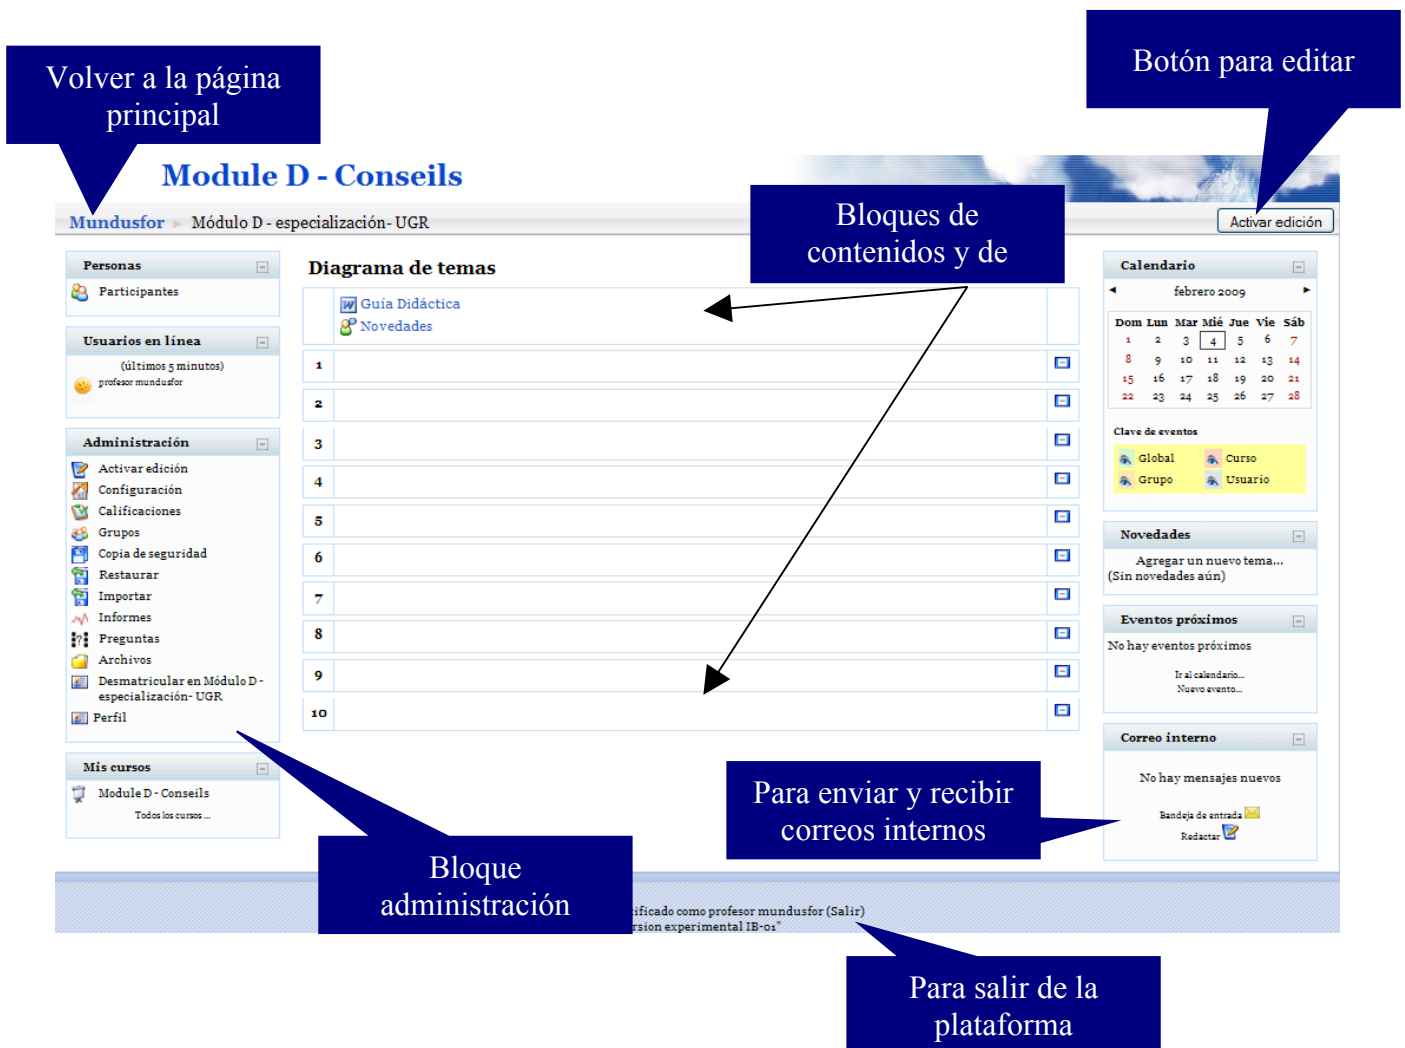 Volver a la página
principal
Botón para editar
Module D - Conseils
Mundusfor ► Módulo D - especialización- UGR
Activar edición
Bloques de
contenidos y de
Personas
Participantes
Usuarios en línea
(últimos 5 minutos)
profesor mundusfor
Administración
Activar edición
Configuración
Calificaciones
Grupos
Copia de seguridad
Restaurar
Importar
Informes
Preguntas
Archivos
Desmatricular en Módulo D -
especialización- UGR
Perfil
Mis cursos
Module D - Conseils
Todos los cursos ...
Diagrama de temas
Guía Didáctica
Novedades
1
2
3
4
5
6
7
8
9
10
Calendario
◄ febrero 2009 ►
Dom Lun Mar Mié Jue Vie Sáb
1 2 3 4 5 6 7
8 9 10 11 12 13 14
15 16 17 18 19 20 21
22 23 24 25 26 27 28
Clave de eventos
Global Curso
Grupo Usuario
Novedades
Agregar un nuevo tema...
(Sin novedades aún)
Eventos próximos
No hay eventos próximos
Ir al calendario...
Nuevo evento...
Correo interno
No hay mensajes nuevos
Bandeja de entrada
Redactar
Para enviar y recibir
correos internos
Bloque
administración
tificado como profesor mundusfor (Salir)
rsion experimental IB-01"
Para salir de la
plataforma